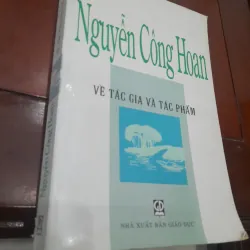 Nguyễn Công Hoan
VỀ TÁC GIA VÀ TÁC PHẨM
NHÀ XUẤT BẢN GIÁO DỤC